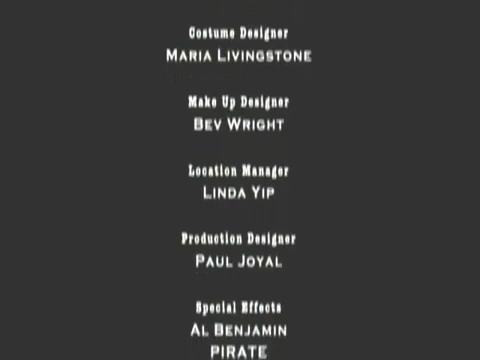 Costume Designer
MARIA LIVINGSTONE
Make Up Designer
BEV WRIGHT
Location Manager
LINDA YIP
Production Designer
PAUL JOYAL
Special Effects
AL BENJAMIN
PIRATE